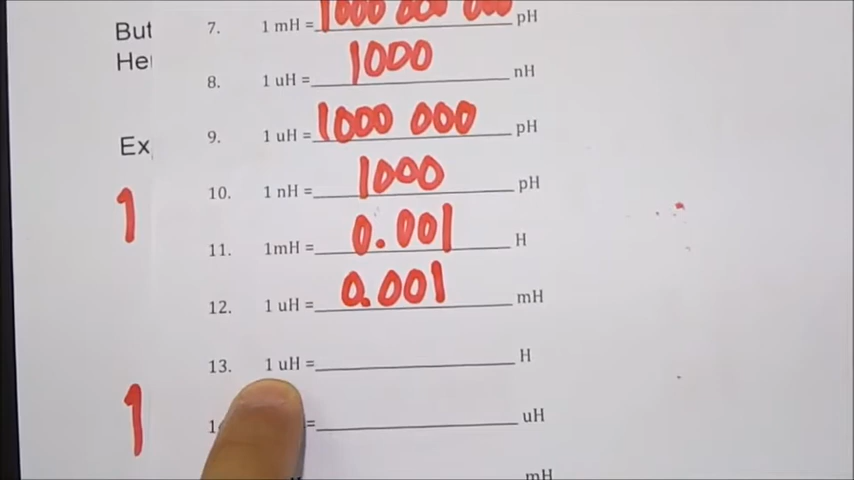 But
7. 1 mH = 1000 000 000 pH
Her
8. 1 uH = 1000 nH
9. 1 uH = 1000 000 pH
Ex
10. 1 nH = 1000 pH
1
11. 1mH = 0.001 H
12. 1 uH = 0.001 mH
13. 1 uH = H
1
= uH
mH